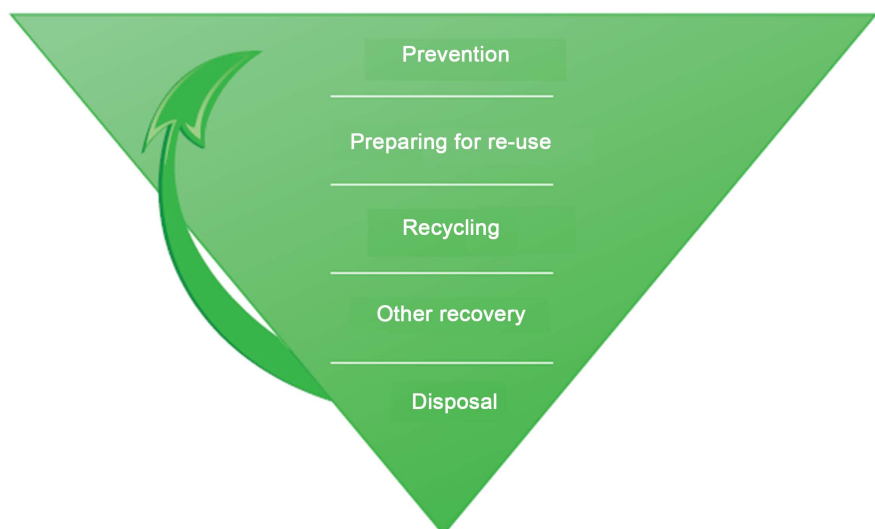 Prevention
Preparing for re-use
Recycling
Other recovery
Disposal